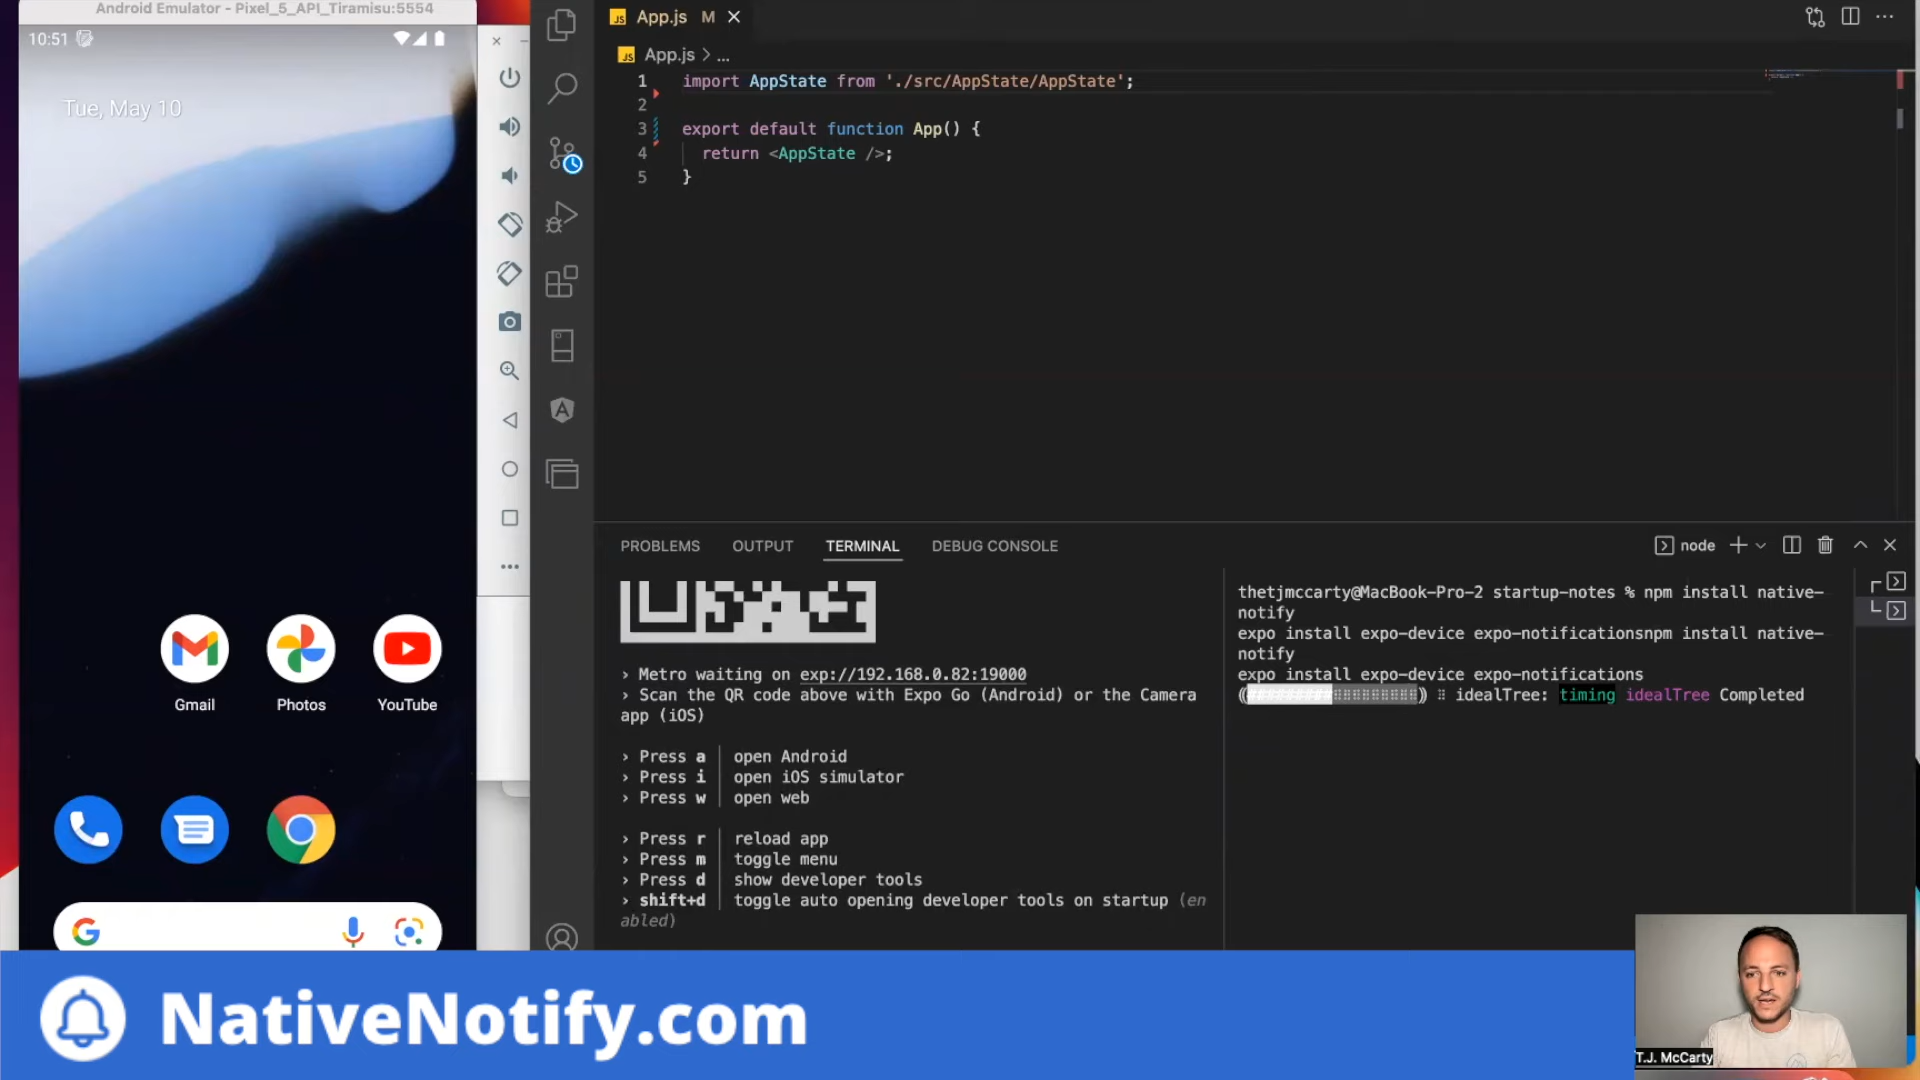 Android Emulator - Pixel_5_API_Tiramisu:5554
10:51
Tue, May 10
Gmail
Photos
YouTube
JS App.js M
JS App.js > ...
1 import AppState from './src/AppState/AppState';
2
3 export default function App() {
4 return <AppState />;
5 }
PROBLEMS OUTPUT TERMINAL DEBUG CONSOLE
node
› Metro waiting on exp://192.168.0.82:19000
› Scan the QR code above with Expo Go (Android) or the Camera
app (iOS)
› Press a │ open Android
› Press i │ open iOS simulator
› Press w │ open web
› Press r │ reload app
› Press m │ toggle menu
› Press d │ show developer tools
› shift+d │ toggle auto opening developer tools on startup (en
abled)
thetjmccarty@MacBook-Pro-2 startup-notes % npm install native-
notify
expo install expo-device expo-notificationsnpm install native-
notify
expo install expo-device expo-notifications
(#########⠂⠂⠂⠂⠂⠂⠂⠂⠂) ⠸ idealTree: timing idealTree Completed
NativeNotify.com
T.J. McCarty